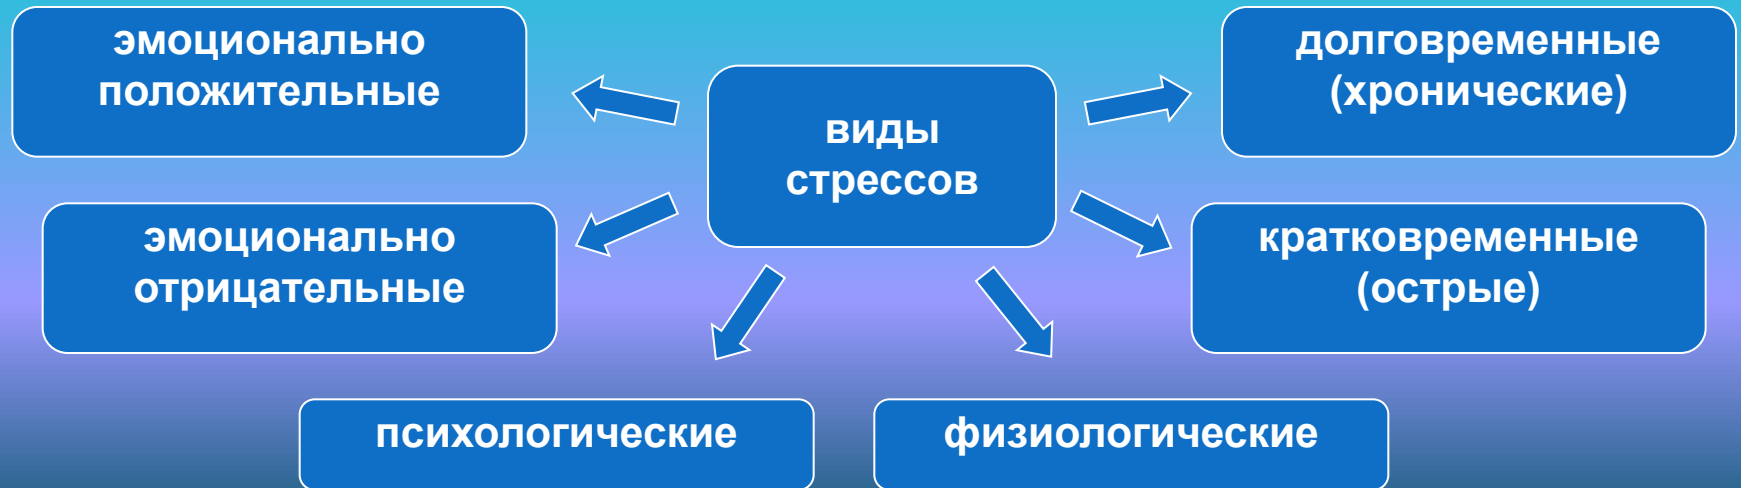 эмоционально
положительные
виды
стрессов
долговременные
(хронические)
эмоционально
отрицательные
кратковременные
(острые)
психологические
физиологические